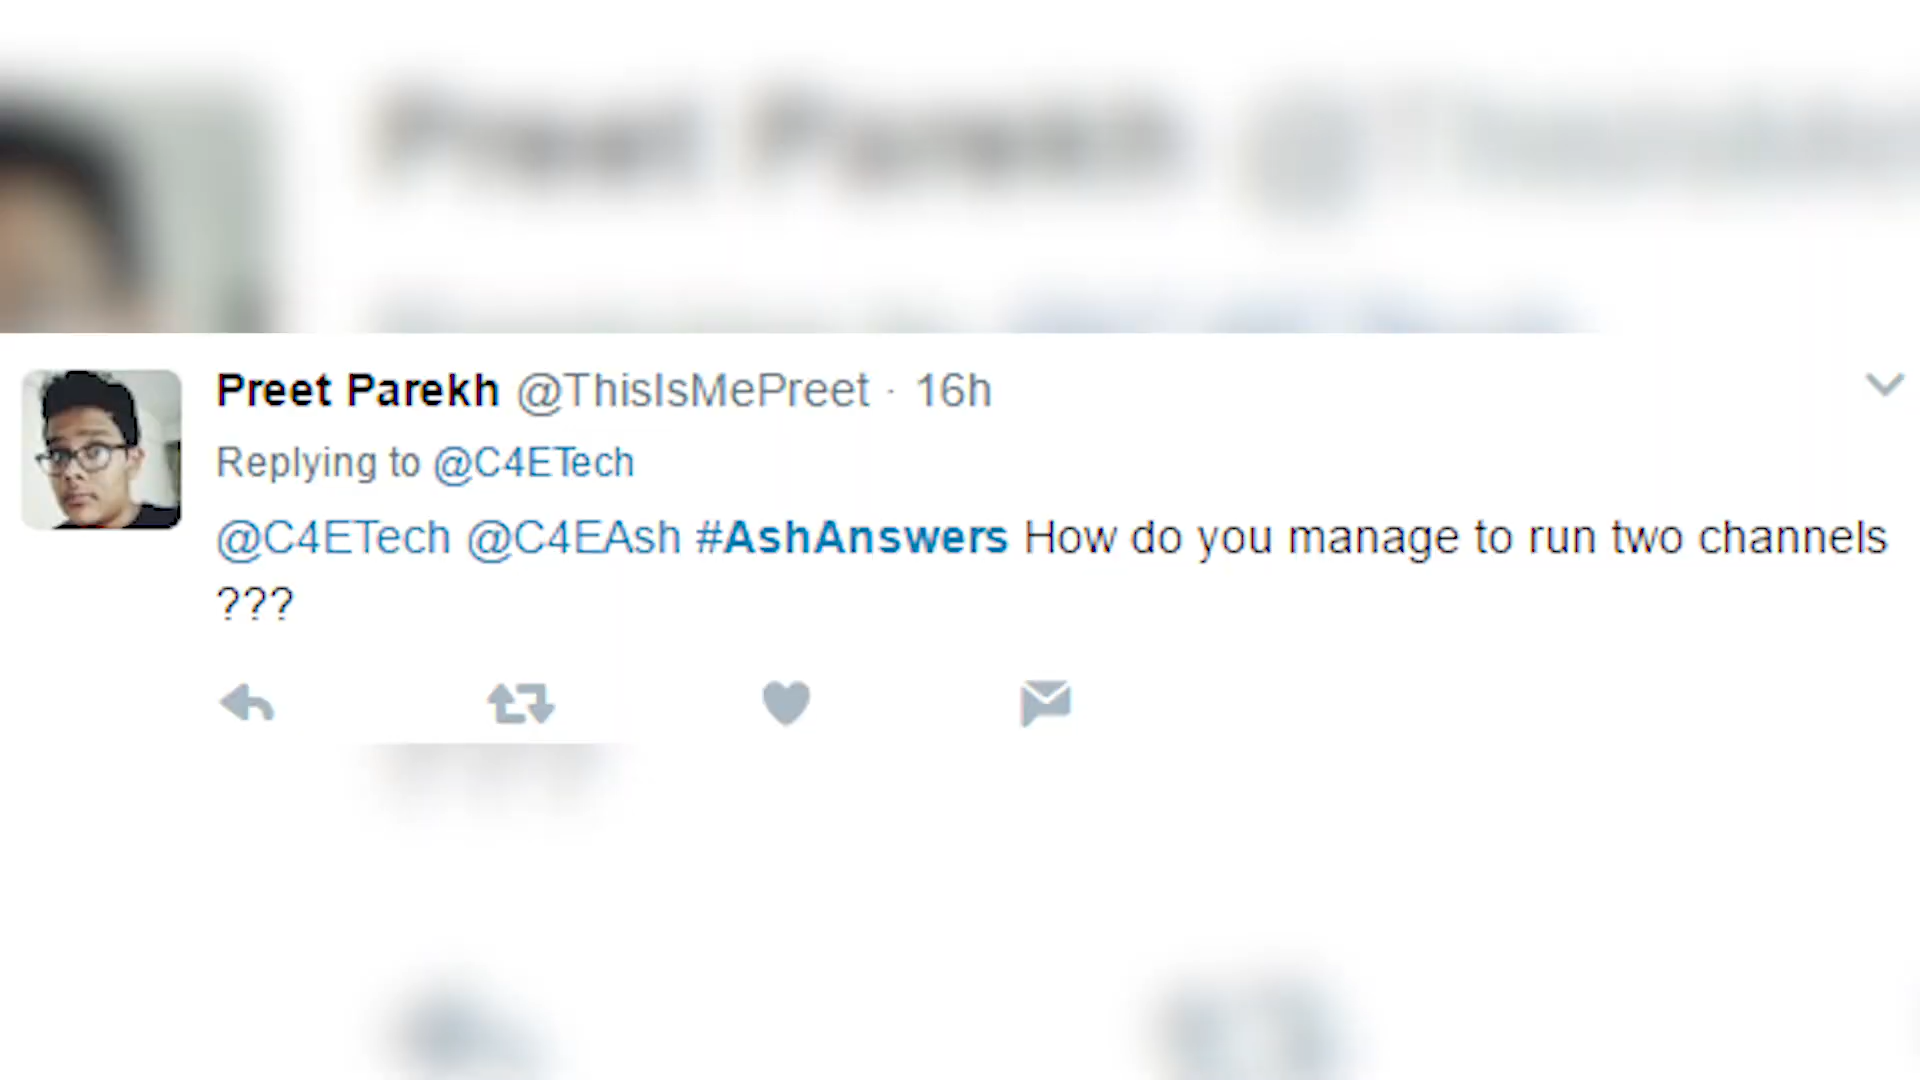 Preet Parekh @ThisIsMePreet · 16h
Replying to @C4ETech
@C4ETech @C4EAsh #AshAnswers How do you manage to run two channels
???